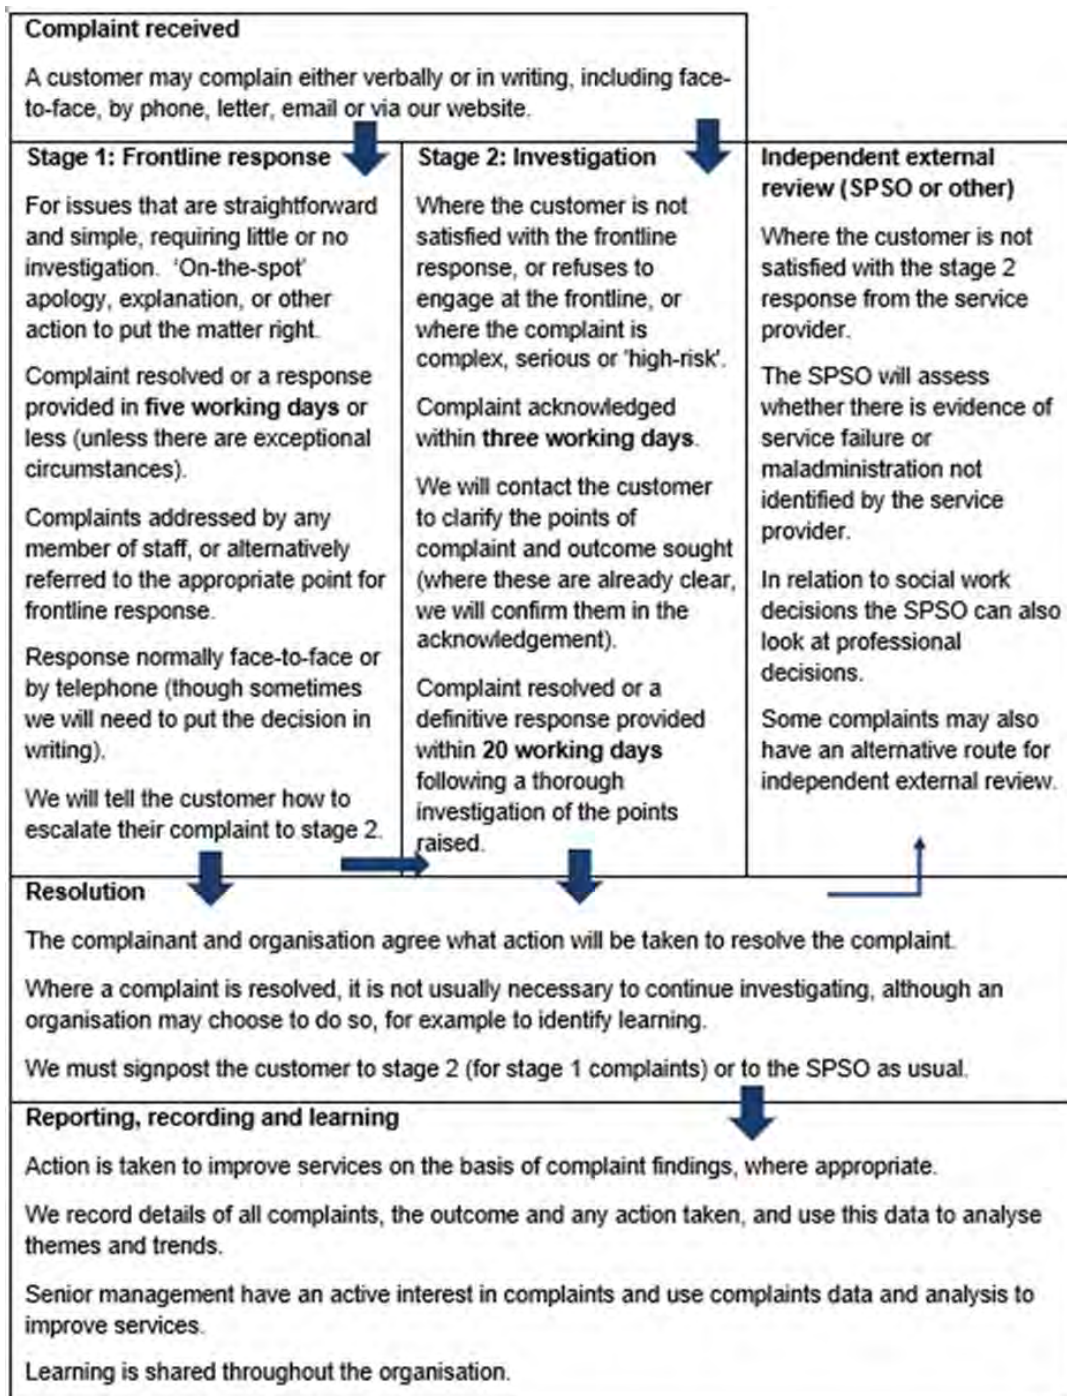 Complaint received
A customer may complain either verbally or in writing, including face-
to-face, by phone, letter, email or via our website.
Stage 1: Frontline response
For issues that are straightforward
and simple, requiring little or no
investigation. 'On-the-spot'
apology, explanation, or other
action to put the matter right.
Complaint resolved or a response
provided in five working days or
less (unless there are exceptional
circumstances).
Complaints addressed by any
member of staff, or alternatively
referred to the appropriate point for
frontline response.
Response normally face-to-face or
by telephone (though sometimes
we will need to put the decision in
writing).
We will tell the customer how to
escalate their complaint to stage 2.
Stage 2: Investigation
Where the customer is not
satisfied with the frontline
response, or refuses to
engage at the frontline, or
where the complaint is
complex, serious or 'high-risk'.
Complaint acknowledged
within three working days.
We will contact the customer
to clarify the points of
complaint and outcome sought
(where these are already clear,
we will confirm them in the
acknowledgement).
Complaint resolved or a
definitive response provided
within 20 working days
following a thorough
investigation of the points
raised.
Independent external
review (SPSO or other)
Where the customer is not
satisfied with the stage 2
response from the service
provider.
The SPSO will assess
whether there is evidence of
service failure or
maladministration not
identified by the service
provider.
In relation to social work
decisions the SPSO can also
look at professional
decisions.
Some complaints may also
have an alternative route for
independent external review.
Resolution
The complainant and organisation agree what action will be taken to resolve the complaint.
Where a complaint is resolved, it is not usually necessary to continue investigating, although an
organisation may choose to do so, for example to identify learning.
We must signpost the customer to stage 2 (for stage 1 complaints) or to the SPSO as usual.
Reporting, recording and learning
Action is taken to improve services on the basis of complaint findings, where appropriate.
We record details of all complaints, the outcome and any action taken, and use this data to analyse
themes and trends.
Senior management have an active interest in complaints and use complaints data and analysis to
improve services.
Learning is shared throughout the organisation.